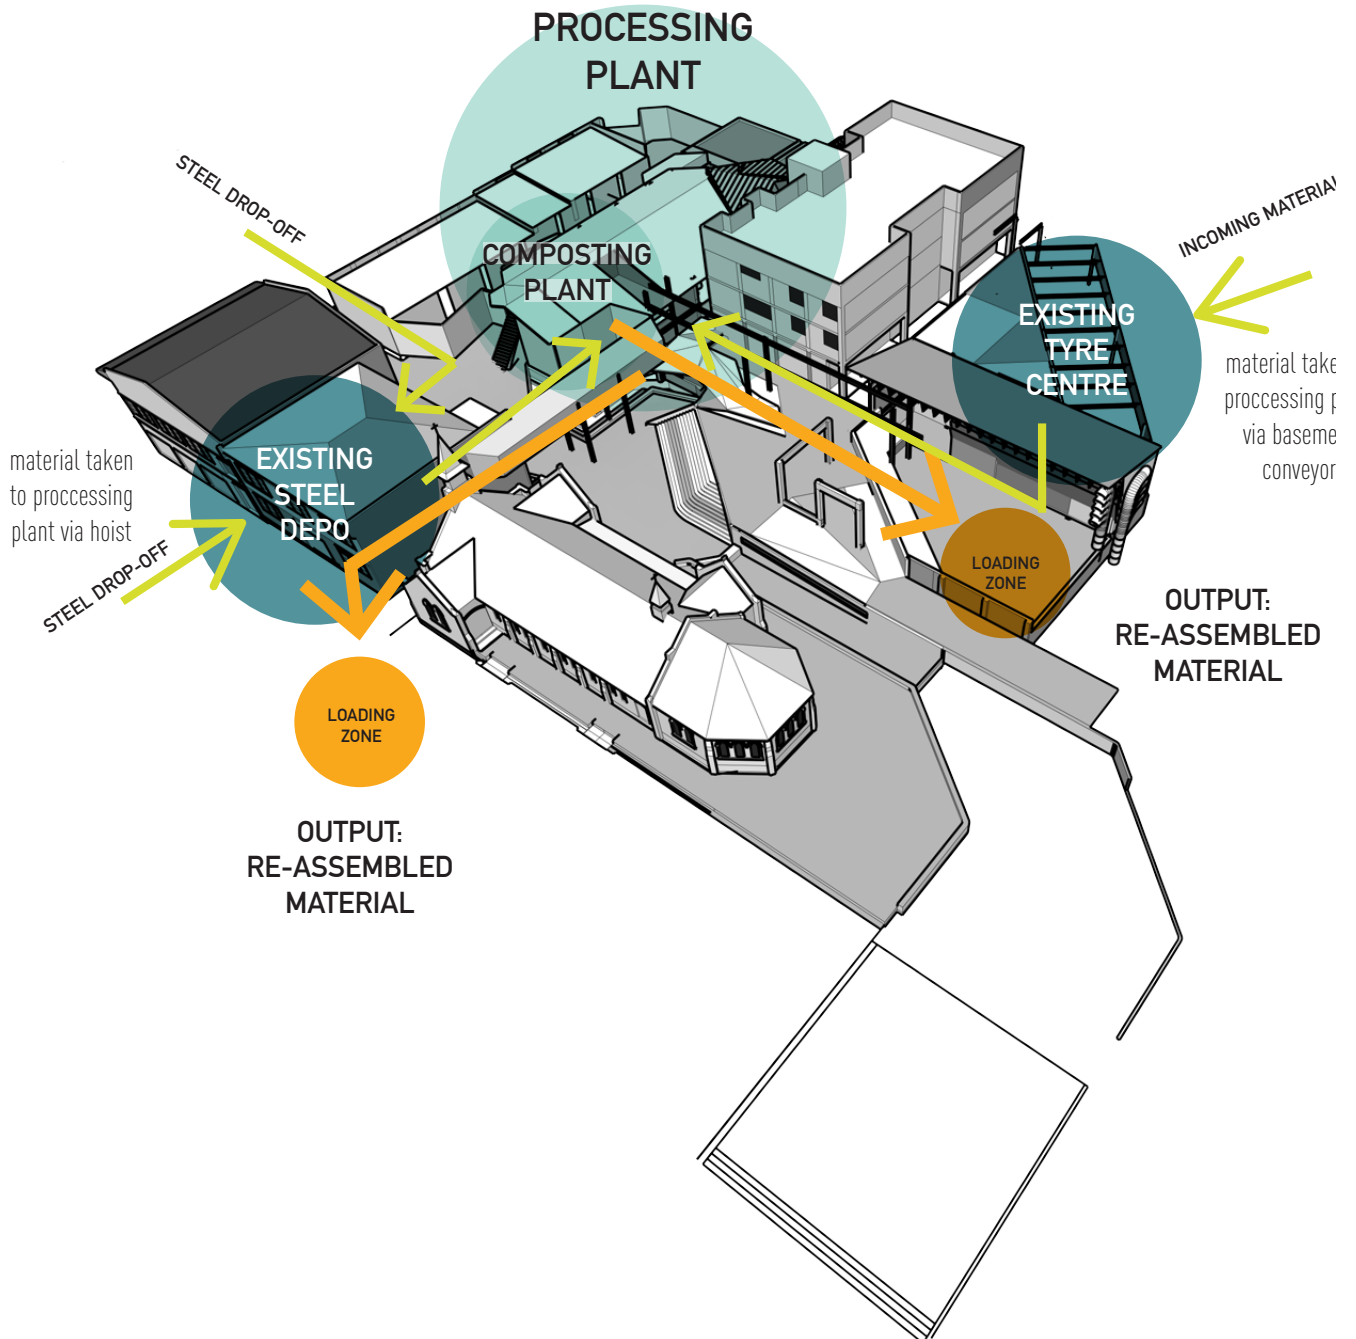 PROCESSING
PLANT
STEEL DROP-OFF
INCOMING MATERIAL
COMPOSTING
PLANT
EXISTING
TYRE
CENTRE
material take
proccessing p
via baseme
conveyor
EXISTING
STEEL
DEPO
material taken
to proccessing
plant via hoist
STEEL DROP-OFF
LOADING
ZONE
OUTPUT:
RE-ASSEMBLED
MATERIAL
LOADING
ZONE
OUTPUT:
RE-ASSEMBLED
MATERIAL